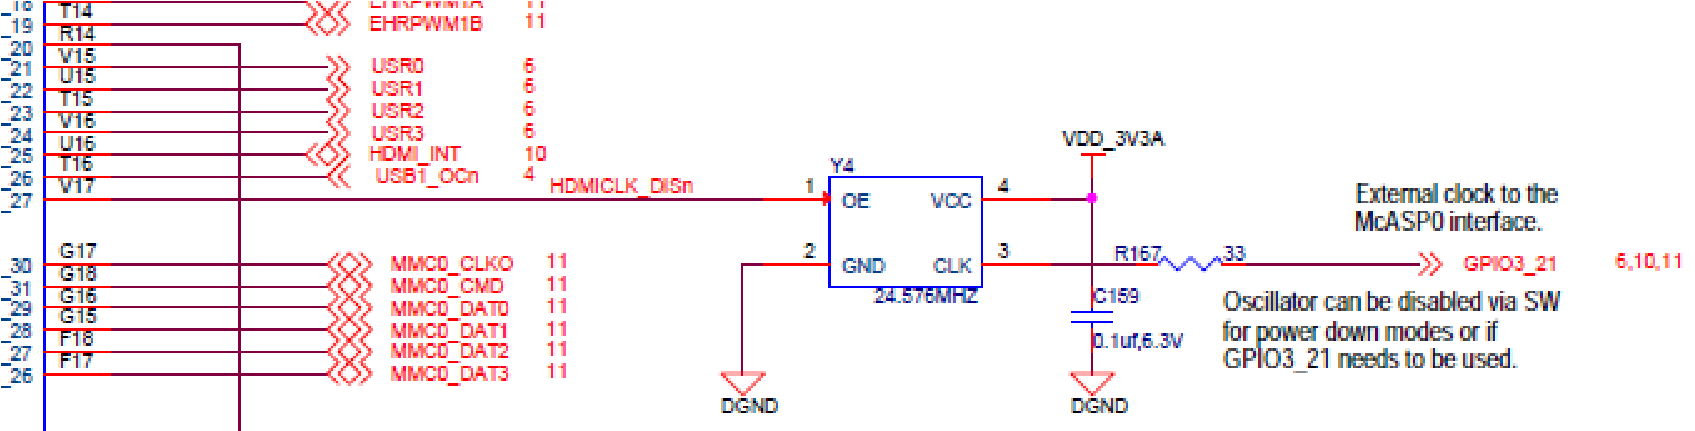 _18 EHRPWM1A 11
T14
_19 EHRPWM1B 11
R14
_20
V15
_21 USR0 6
U15
_22 USR1 6
T15
_23 USR2 6
V16
_24 USR3 6
U16
_25 HDMI_INT 10
T16
_26 USB1_OCn 4
V17
_27 HDMICLK_DISn
Y4
1 OE VCC 4
2 GND CLK 3
24.576MHZ
VDD_3V3A
R167 33
C159
0.1uf,6.3V
DGND
DGND
External clock to the
McASP0 interface.
GPIO3_21 6,10,11
Oscillator can be disabled via SW
for power down modes or if
GPIO3_21 needs to be used.
G17
_30 MMC0_CLKO 11
G18
_31 MMC0_CMD 11
G16
_29 MMC0_DAT0 11
G15
_28 MMC0_DAT1 11
F18
_27 MMC0_DAT2 11
F17
_26 MMC0_DAT3 11